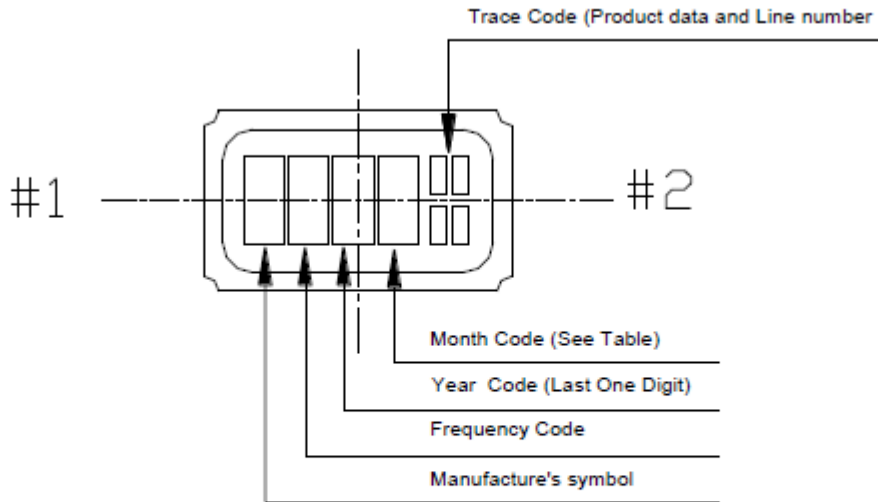 Trace Code (Product data and Line number
#1
#2
Month Code (See Table)
Year Code (Last One Digit)
Frequency Code
Manufacture's symbol